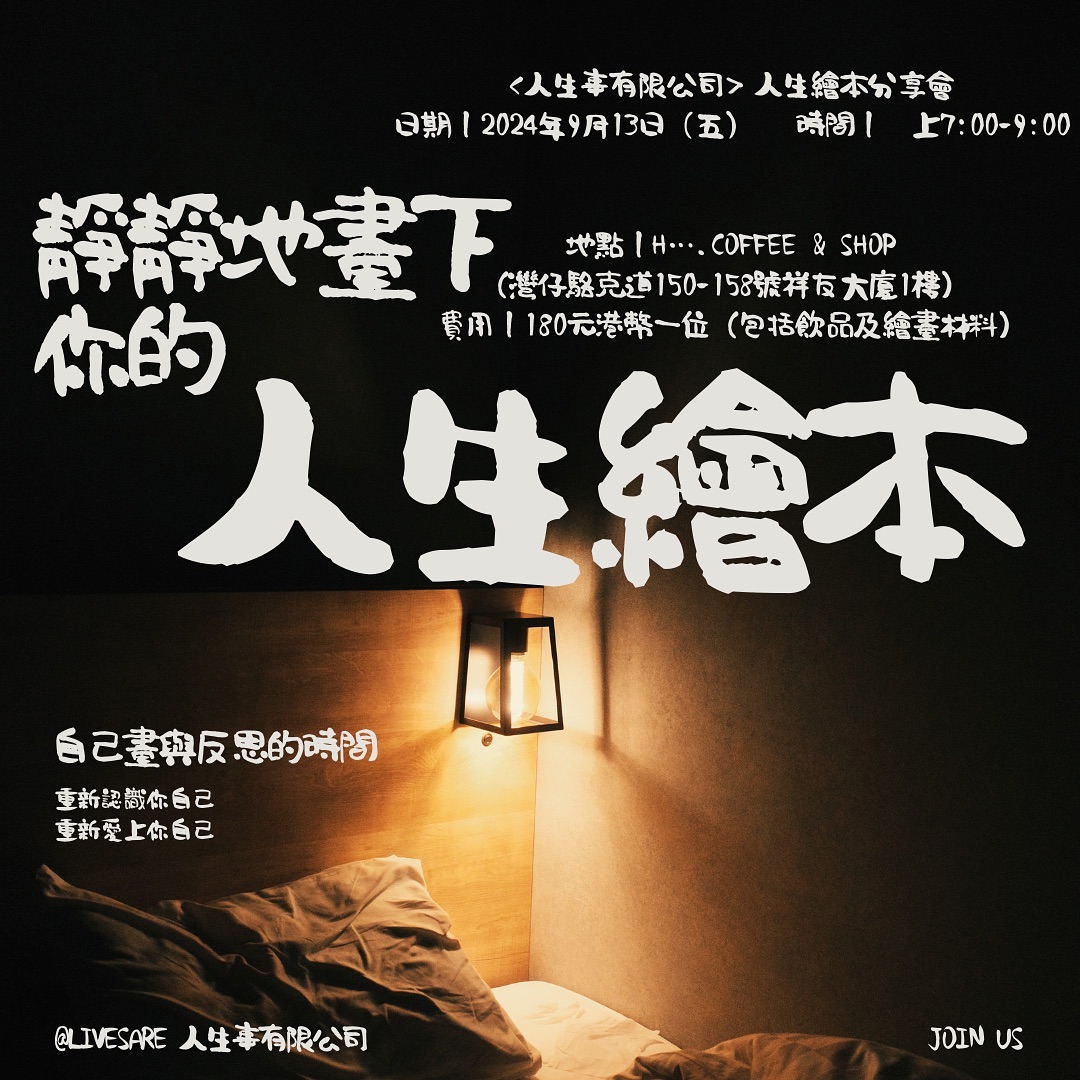 <人生事有限公司> 人生繪本分享會
日期丨2024年9月13日（五） 時間丨 上7:00-9:00
靜靜地畫下
你的
地點丨H···.COFFEE & SHOP
(灣仔駱克道150-158號祥友大廈1樓)
費用丨180元港幣一位（包括飲品及繪畫材料）
人生繪本
自己畫與反思的時間
重新認識你自己
重新愛上你自己
@LIVESARE 人生事有限公司
JOIN US